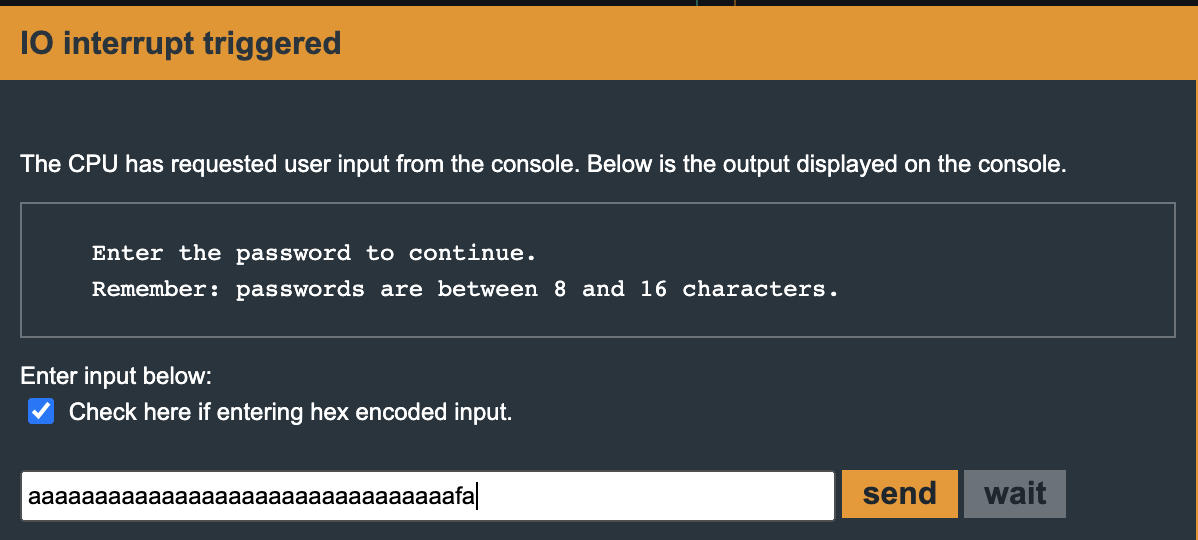 IO interrupt triggered
The CPU has requested user input from the console. Below is the output displayed on the console.
Enter the password to continue.
Remember: passwords are between 8 and 16 characters.
Enter input below:
Check here if entering hex encoded input.
aaaaaaaaaaaaaaaaaaaaaaaaaaaaaaaafa
send wait